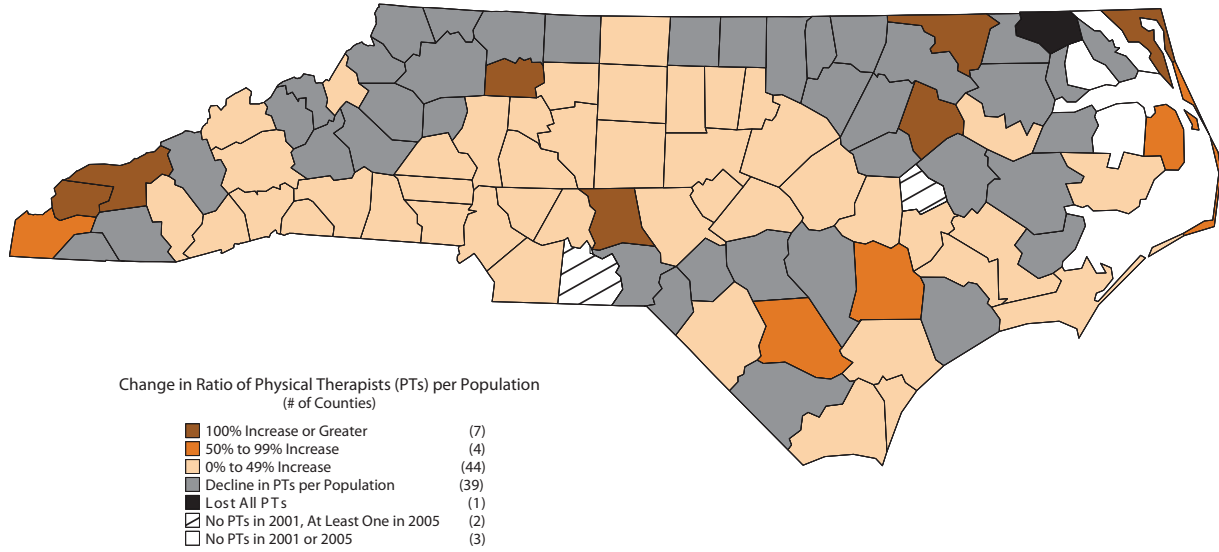 Change in Ratio of Physical Therapists (PTs) per Population
(# of Counties)
100% Increase or Greater (7)
50% to 99% Increase (4)
0% to 49% Increase (44)
Decline in PTs per Population (39)
Lost All PTs (1)
No PTs in 2001, At Least One in 2005 (2)
No PTs in 2001 or 2005 (3)